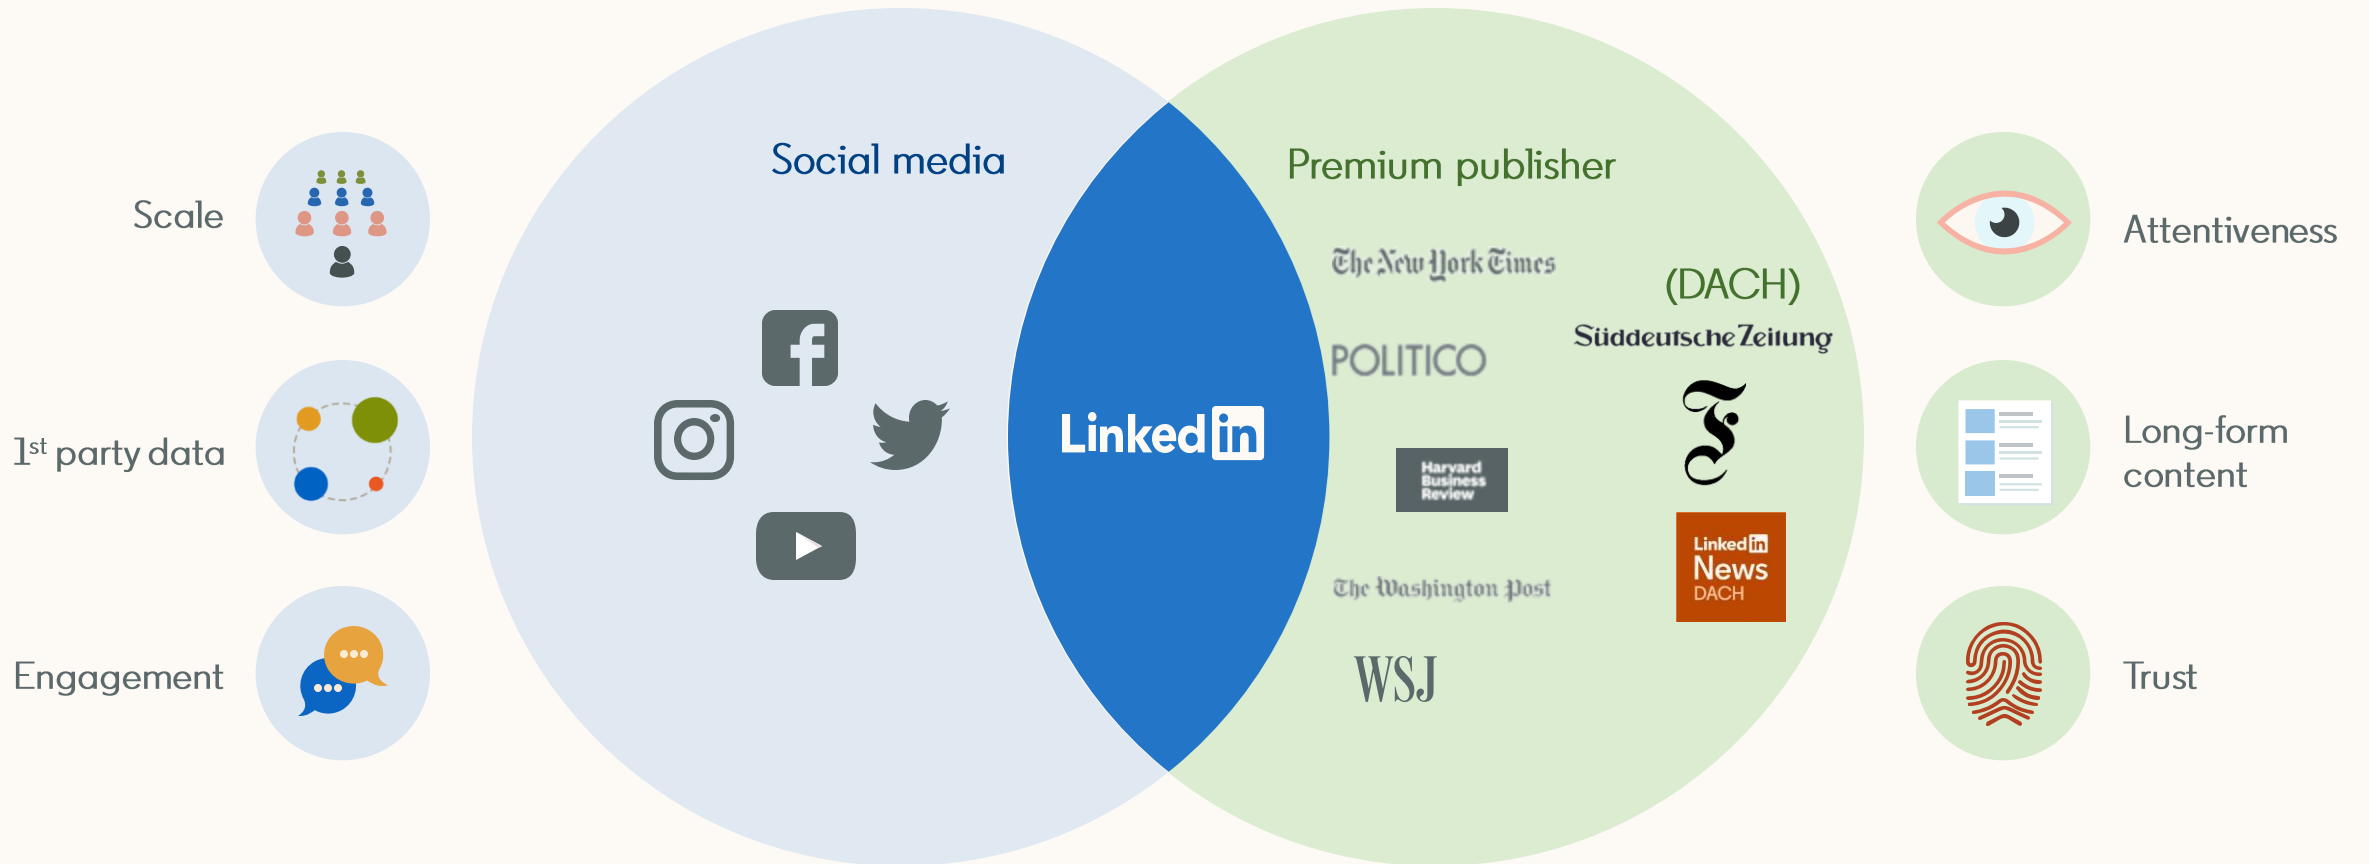 Scale
1st party data
Engagement
Social media
f
Linked in
Premium publisher
The New York Times
POLITICO
Harvard
Business
Review
The Washington Post
WSJ
(DACH)
Süddeutsche Zeitung
F
Linked in
News
DACH
Attentiveness
Long-form
content
Trust